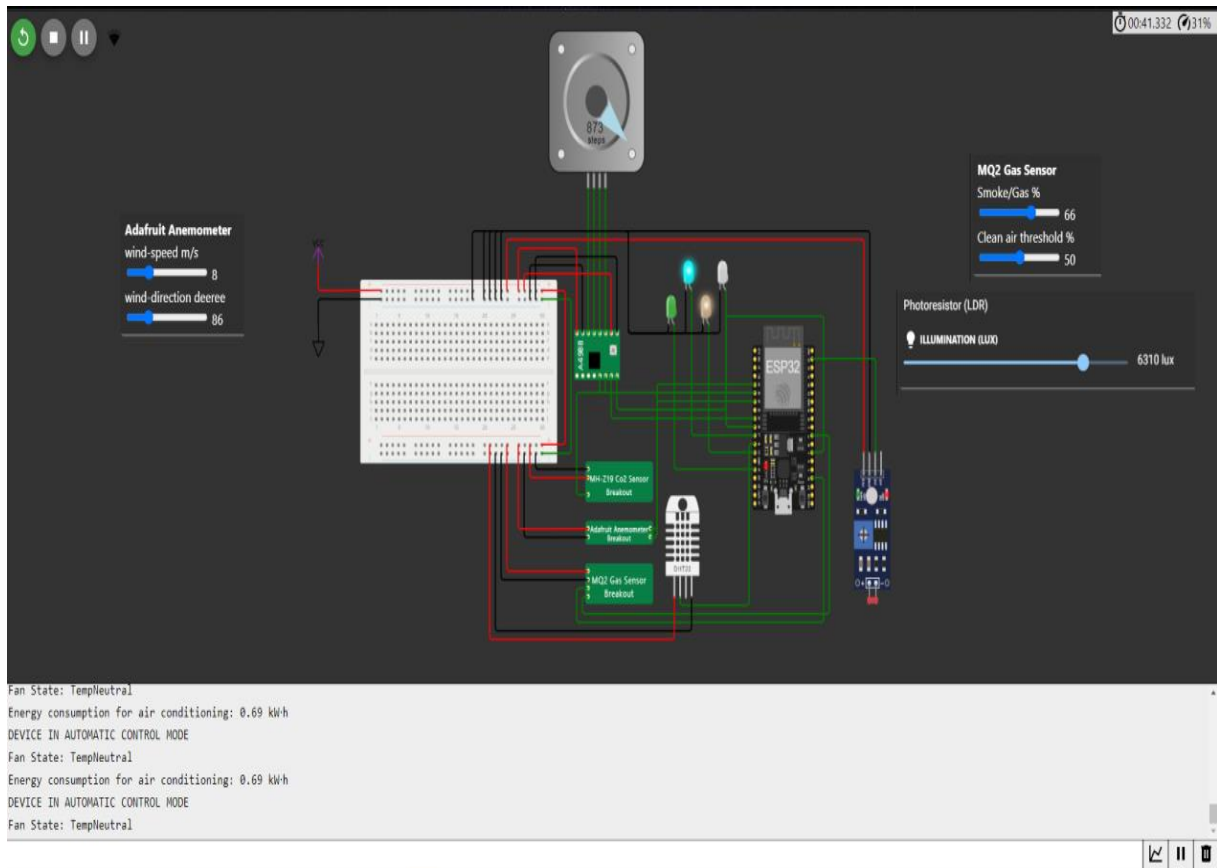 00:41.332 31%
873
steps
MQ2 Gas Sensor
Smoke/Gas %
66
Clean air threshold %
50
Adafruit Anemometer
wind-speed m/s
8
wind-direction deeree
86
Photoresistor (LDR)
ILLUMINATION (LUX)
6310 lux
A4988
ESP32
MH-Z19 Co2 Sensor
Breakout
Adafruit Anemometer
Breakout
MQ2 Gas Sensor
Breakout
DHT22
Fan State: TempNeutral
Energy consumption for air conditioning: 0.69 kW·h
DEVICE IN AUTOMATIC CONTROL MODE
Fan State: TempNeutral
Energy consumption for air conditioning: 0.69 kW·h
DEVICE IN AUTOMATIC CONTROL MODE
Fan State: TempNeutral